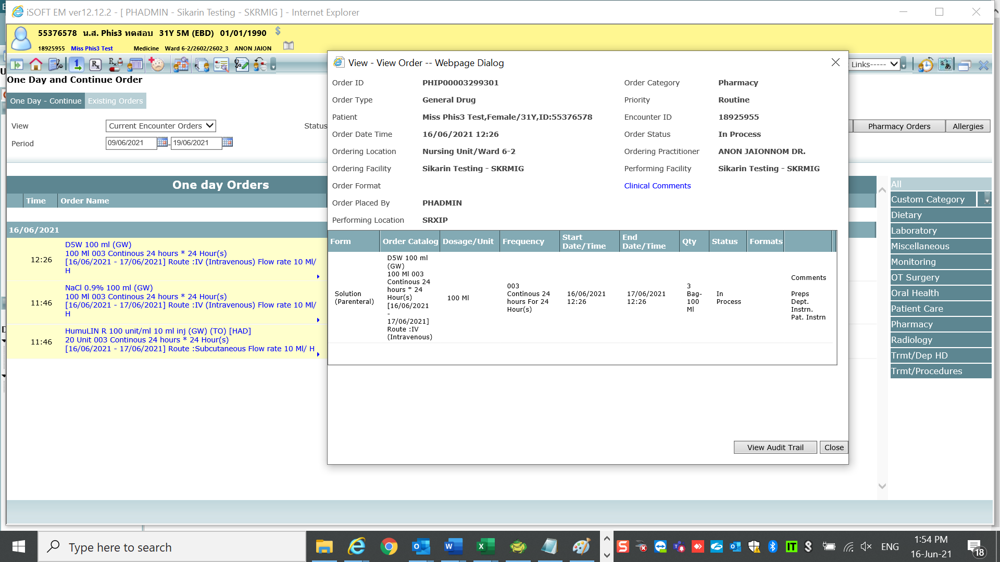 iSOFT EM ver12.12.2 - [ PHADMIN - Sikarin Testing - SKRMIG ] - Internet Explorer
55376578 น.ส. Phis3 ทดสอบ 31Y 5M (EBD) 01/01/1990
18925955 Miss Phis3 Test Medicine Ward 6-2/2602/2602_3 ANON JAION
Links-----
One Day and Continue Order
One Day - Continue Existing Orders
View Current Encounter Orders Status
Period 09/06/2021 - 19/06/2021
Pharmacy Orders Allergies
One day Orders
Time Order Name
16/06/2021
12:26
D5W 100 ml (GW)
100 Ml 003 Continous 24 hours * 24 Hour(s)
[16/06/2021 - 17/06/2021] Route :IV (Intravenous) Flow rate 10 Ml/
H
11:46
NaCl 0.9% 100 ml (GW)
100 Ml 003 Continous 24 hours * 24 Hour(s)
[16/06/2021 - 17/06/2021] Route :IV (Intravenous) Flow rate 10 Ml/
H
11:46
HumuLIN R 100 unit/ml 10 ml inj (GW) (TO) [HAD]
20 Unit 003 Continous 24 hours * 24 Hour(s)
[16/06/2021 - 17/06/2021] Route :Subcutaneous Flow rate 10 Ml/ H
View - View Order -- Webpage Dialog
Order ID PHIP00003299301 Order Category Pharmacy
Order Type General Drug Priority Routine
Patient Miss Phis3 Test,Female/31Y,ID:55376578 Encounter ID 18925955
Order Date Time 16/06/2021 12:26 Order Status In Process
Ordering Location Nursing Unit/Ward 6-2 Ordering Practitioner ANON JAIONNOM DR.
Ordering Facility Sikarin Testing - SKRMIG Performing Facility Sikarin Testing - SKRMIG
Order Format Clinical Comments
Order Placed By PHADMIN
Performing Location SRXIP
Form Order Catalog Dosage/Unit Frequency Start Date/Time End Date/Time Qty Status Formats
Solution
(Parenteral)
D5W 100 ml
(GW)
100 Ml 003
Continous 24
hours * 24
Hour(s)
[16/06/2021
-
17/06/2021]
Route :IV
(Intravenous)
100 Ml
003
Continous 24
hours For 24
Hour(s)
16/06/2021
12:26
17/06/2021
12:26
3
Bag-
100
Ml
In
Process
Comments
Preps
Dept.
Instrn.
Pat. Instrn
View Audit Trail Close
All
Custom Category
Dietary
Laboratory
Miscellaneous
Monitoring
OT Surgery
Oral Health
Patient Care
Pharmacy
Radiology
Trmt/Dep HD
Trmt/Procedures
Type here to search
ENG
1:54 PM
16-Jun-21
18